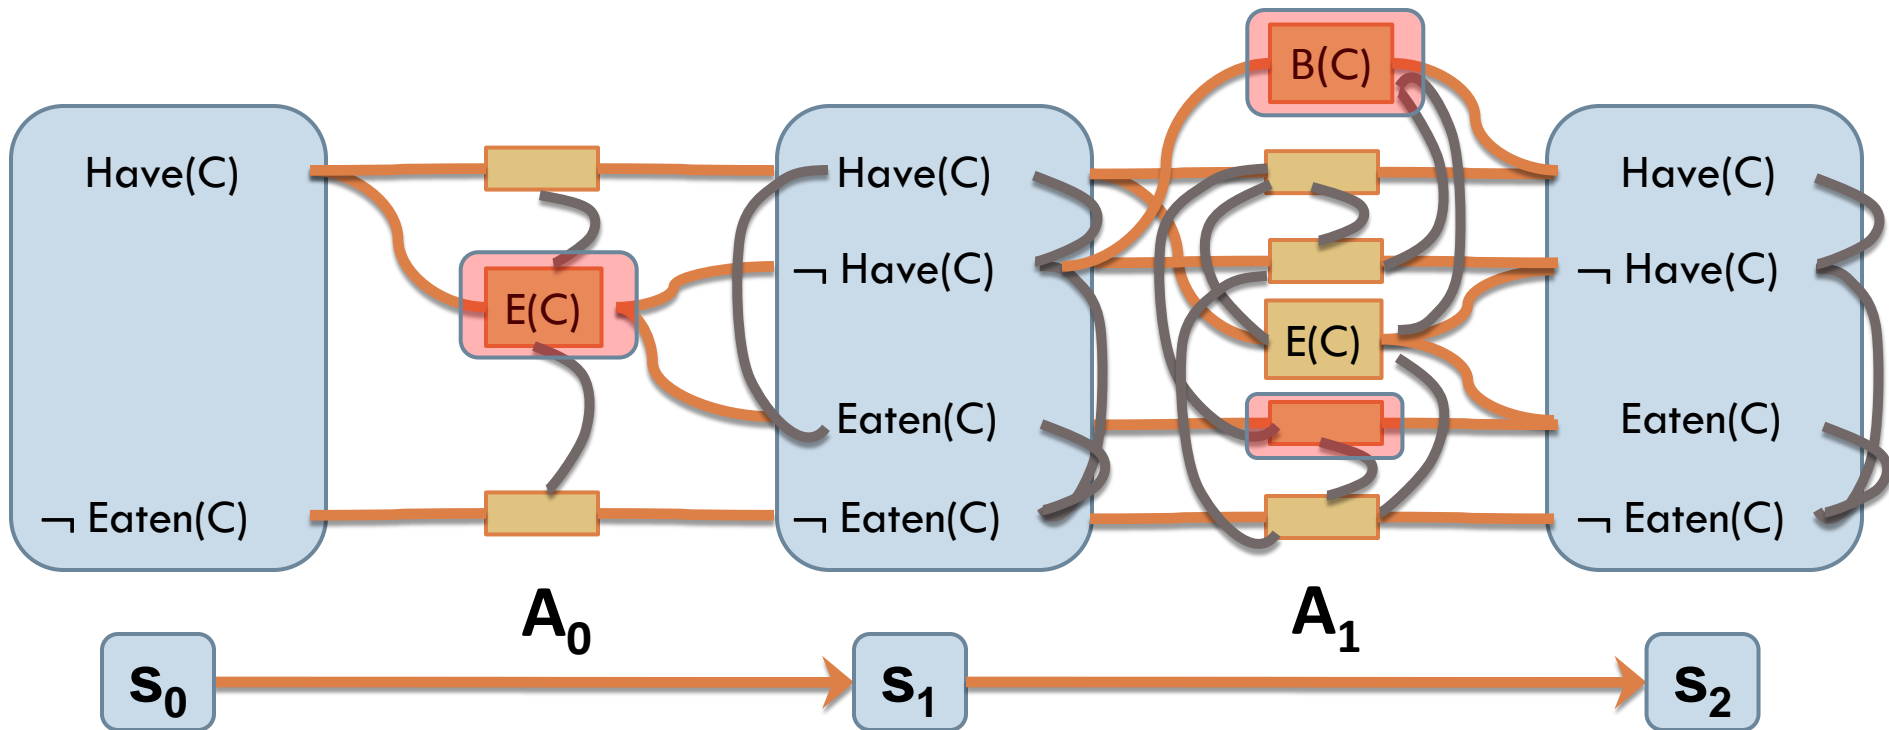 Have(C)
¬ Eaten(C)
E(C)
A0
Have(C)
¬ Have(C)
Eaten(C)
¬ Eaten(C)
B(C)
E(C)
A1
Have(C)
¬ Have(C)
Eaten(C)
¬ Eaten(C)
s0
s1
s2